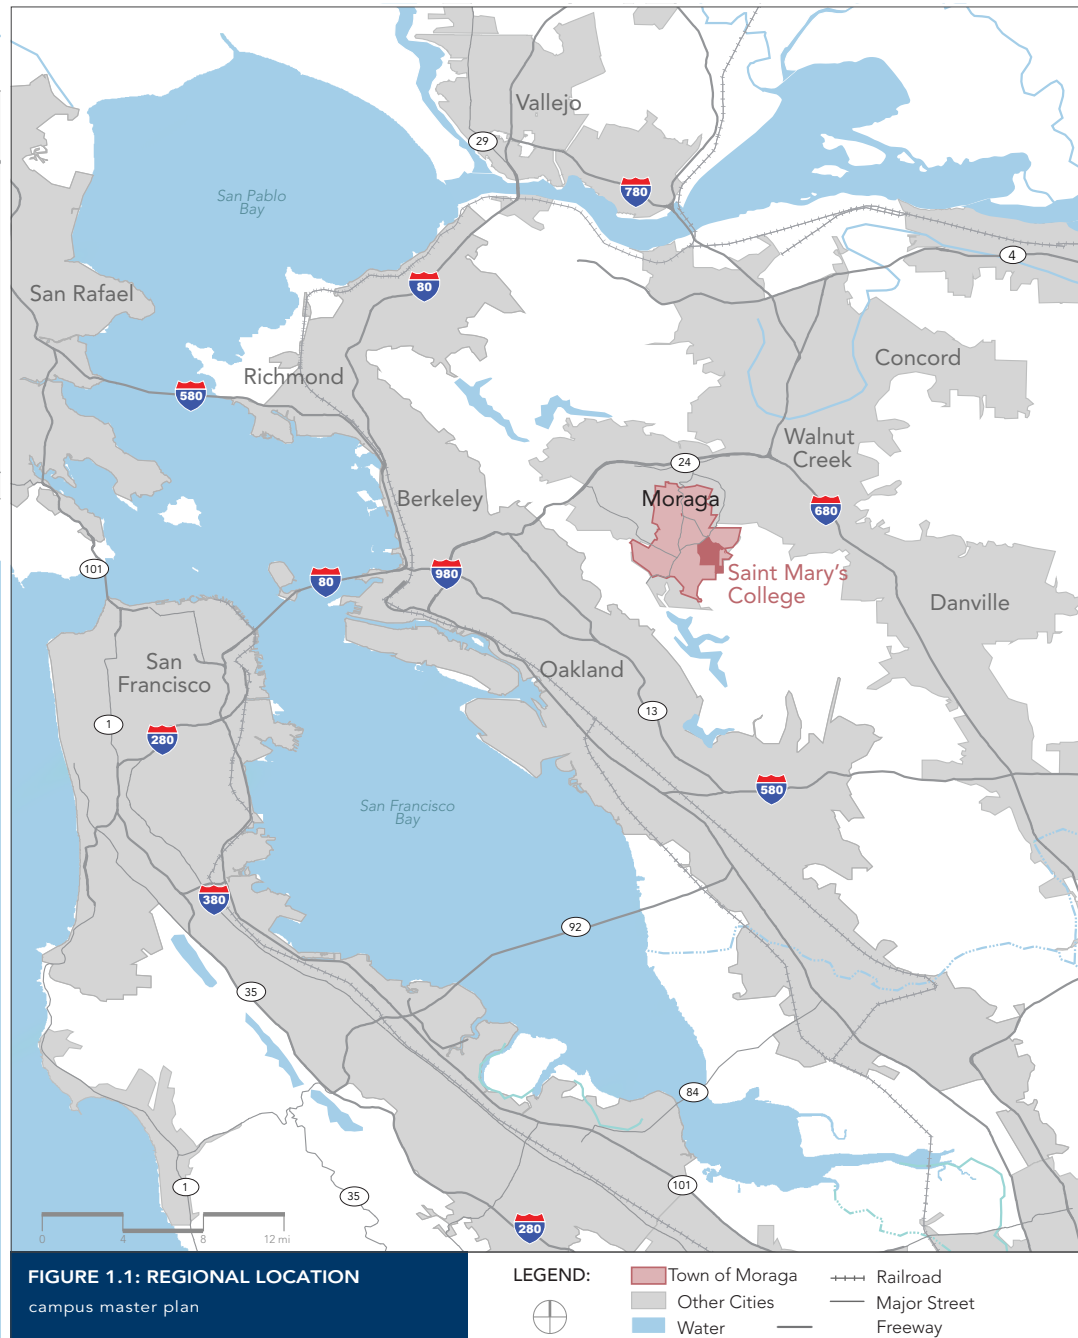 Vallejo
29
780
San Pablo
Bay
4
80
San Rafael
Concord
Richmond
580
Walnut
Creek
24
Berkeley
Moraga
680
101
80
980
Saint Mary's
College
Danville
San
Francisco
Oakland
13
1
280
580
San Francisco
Bay
380
92
35
84
101
1
35
280
0
4
8
12 mi
FIGURE 1.1: REGIONAL LOCATION
campus master plan
LEGEND:
Town of Moraga
Other Cities
Water
Railroad
Major Street
Freeway